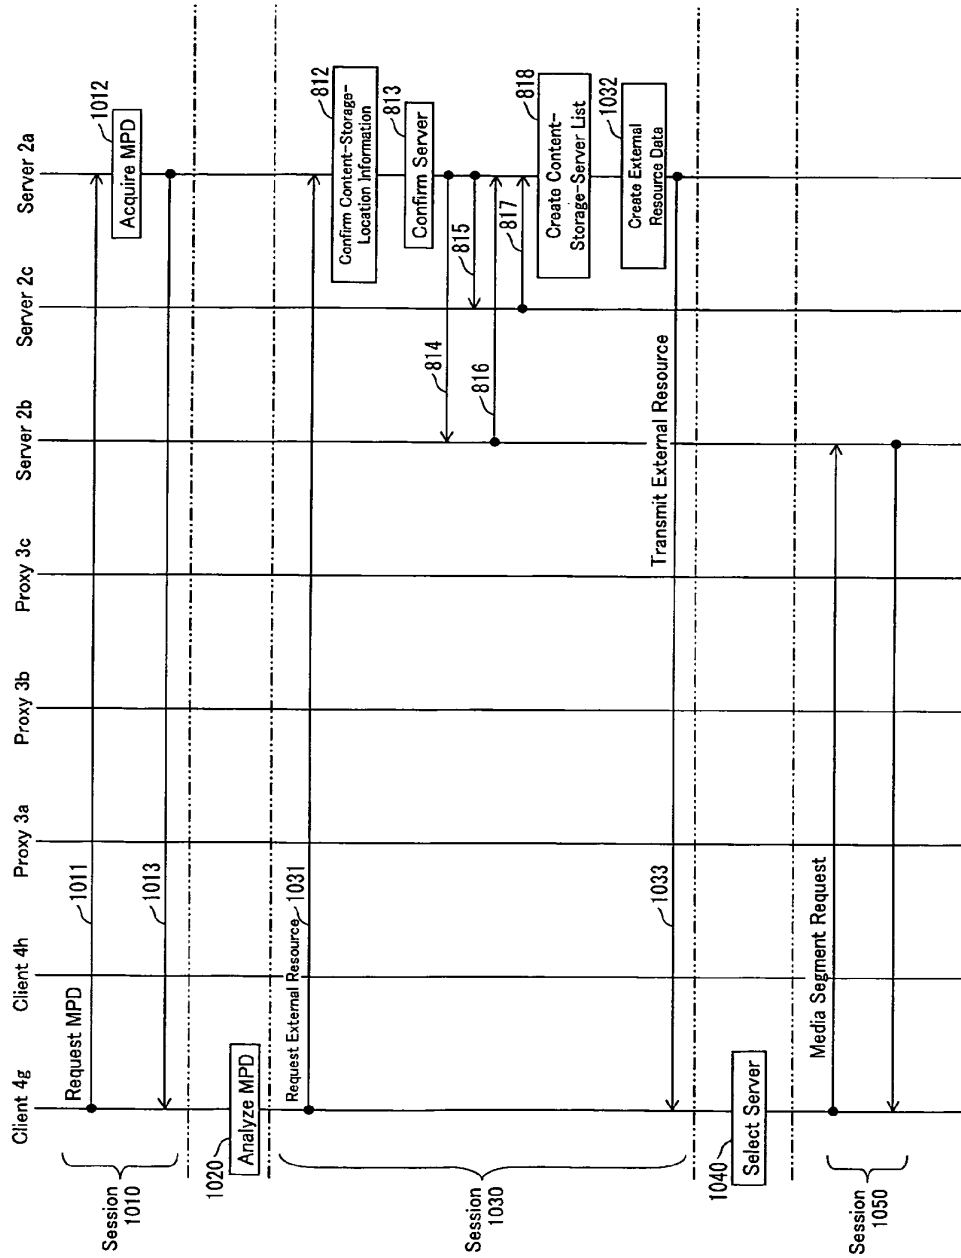 Client 4g
Client 4h
Proxy 3a
Proxy 3b
Proxy 3c
Server 2b
Server 2c
Server 2a
Session
1010
Request MPD
1011
1012
Acquire MPD
1013
1020
Analyze MPD
Session
1030
Request External Resource
1031
812
Confirm Content-Storage-
Location Information
813
Confirm Server
814
815
816
817
818
Create Content-
Storage-Server List
1032
Create External
Resource Data
Transmit External Resource
1033
1040
Select Server
Session
1050
Media Segment Request